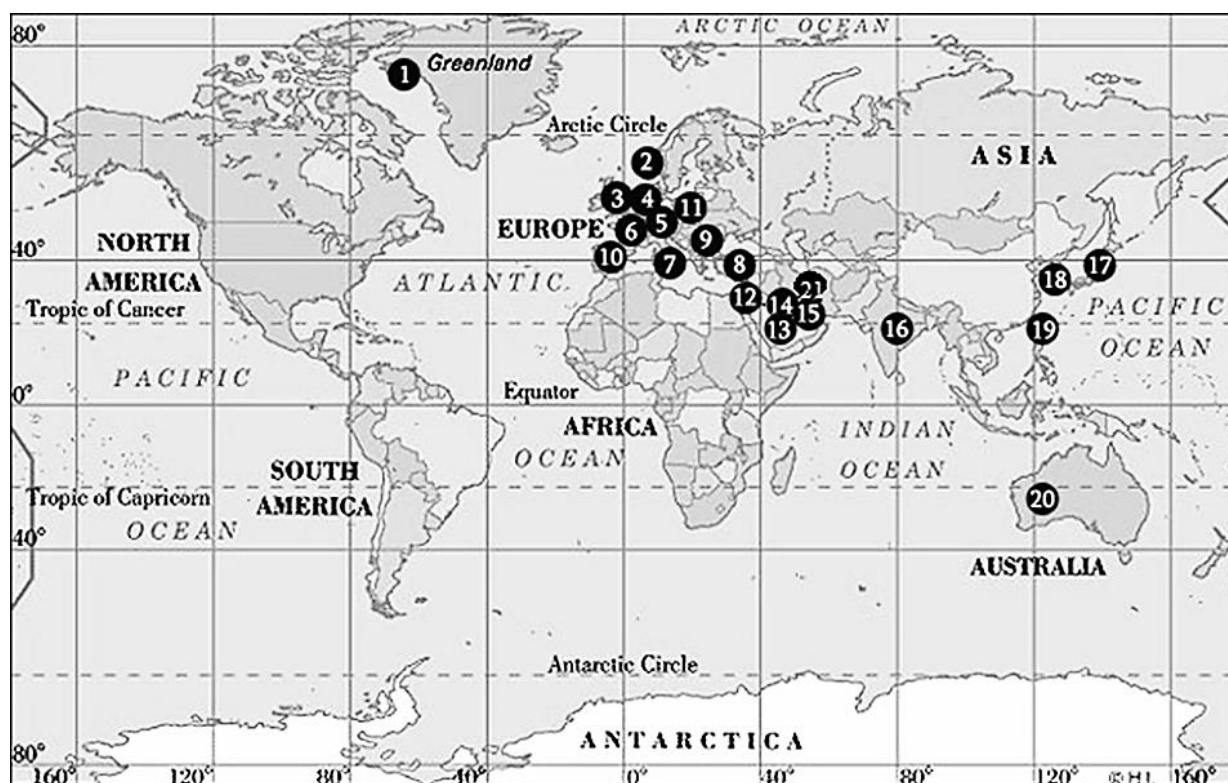 80°
ARCTIC OCEAN
1
Greenland
Arctic Circle
2
ASIA
3
4
11
5
EUROPE
6
9
NORTH
AMERICA
40°
10
7
8
17
ATLANTIC
18
12
21
14
15
PACIFIC
Tropic of Cancer
13
16
19
OCEAN
PACIFIC
Equator
0°
AFRICA
INDIAN
OCEAN
OCEAN
SOUTH
AMERICA
Tropic of Capricorn
20
OCEAN
40°
AUSTRALIA
Antarctic Circle
ANTARCTICA
80°
160° 120° 80° 40° 0° 40° 80° 120° 160°